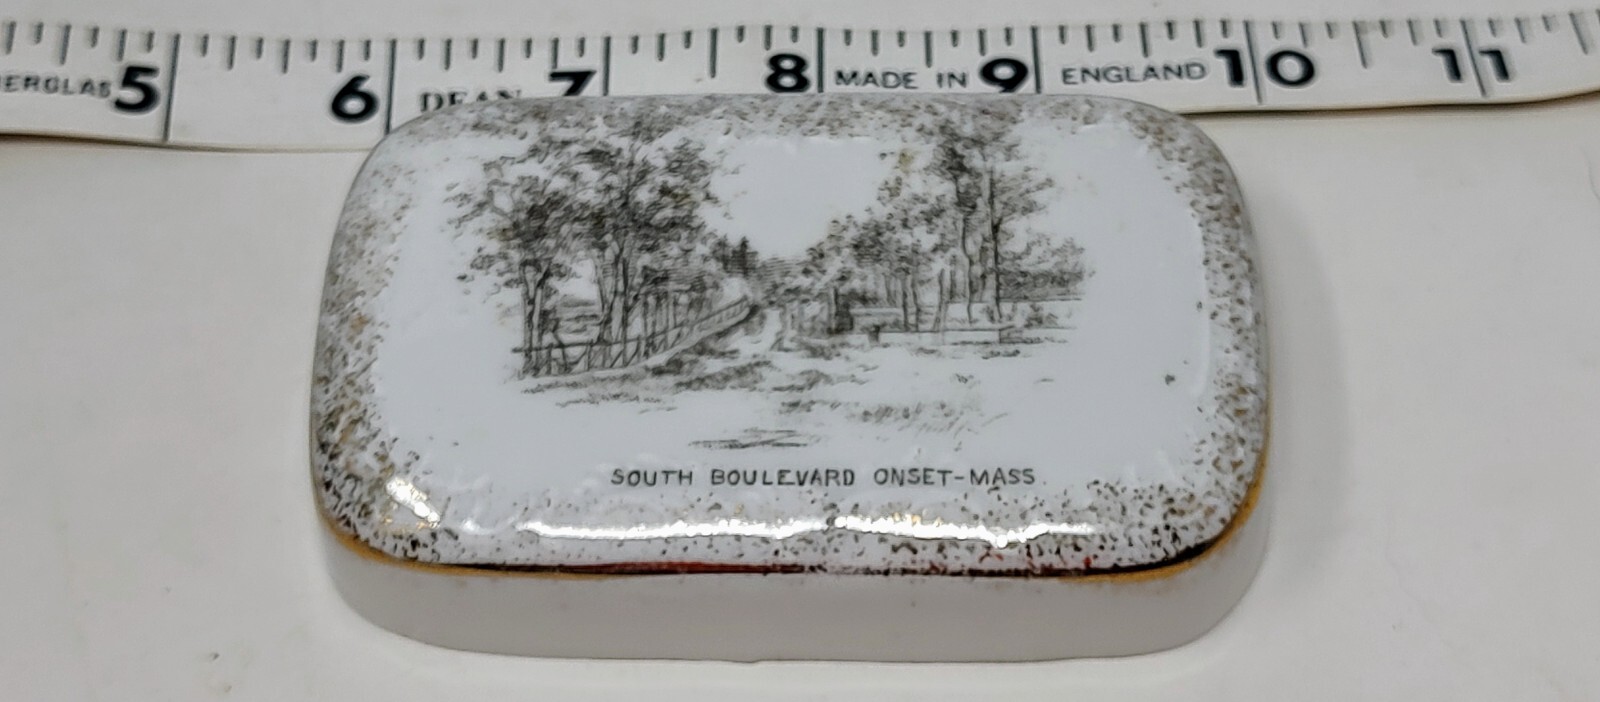 ERGLAS 5 6 DEAN 7 8 MADE IN 9 ENGLAND 10 11
SOUTH BOULEVARD ONSET-MASS.